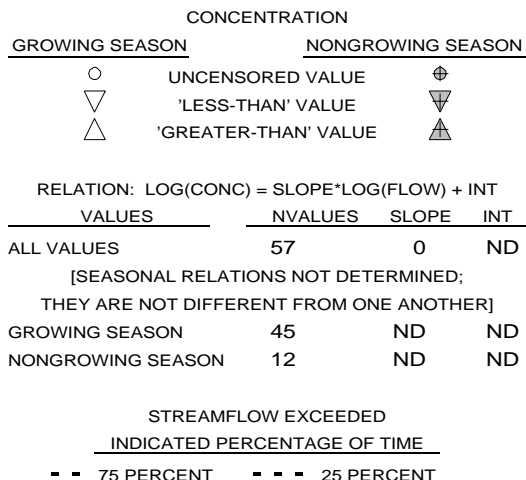 CONCENTRATION
GROWING SEASON NONGROWING SEASON
UNCENSORED VALUE
'LESS-THAN' VALUE
'GREATER-THAN' VALUE
RELATION: LOG(CONC) = SLOPE*LOG(FLOW) + INT
VALUES NVALUES SLOPE INT
ALL VALUES 57 0 ND
[SEASONAL RELATIONS NOT DETERMINED;
THEY ARE NOT DIFFERENT FROM ONE ANOTHER]
GROWING SEASON 45 ND ND
NONGROWING SEASON 12 ND ND
STREAMFLOW EXCEEDED
INDICATED PERCENTAGE OF TIME
75 PERCENT 25 PERCENT